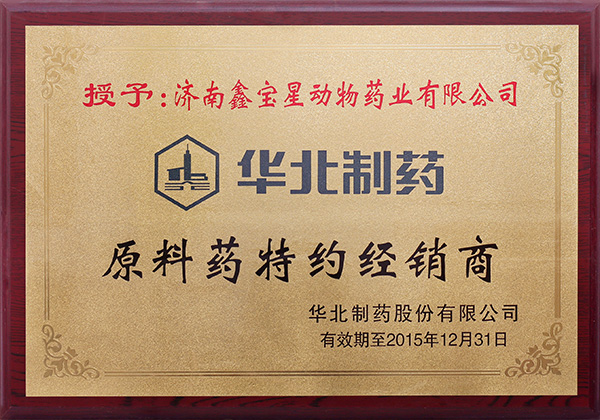 授予:济南鑫宝星动物药业有限公司
华北制药
原料药特约经销商
华北制药股份有限公司
有效期至2015年12月31日